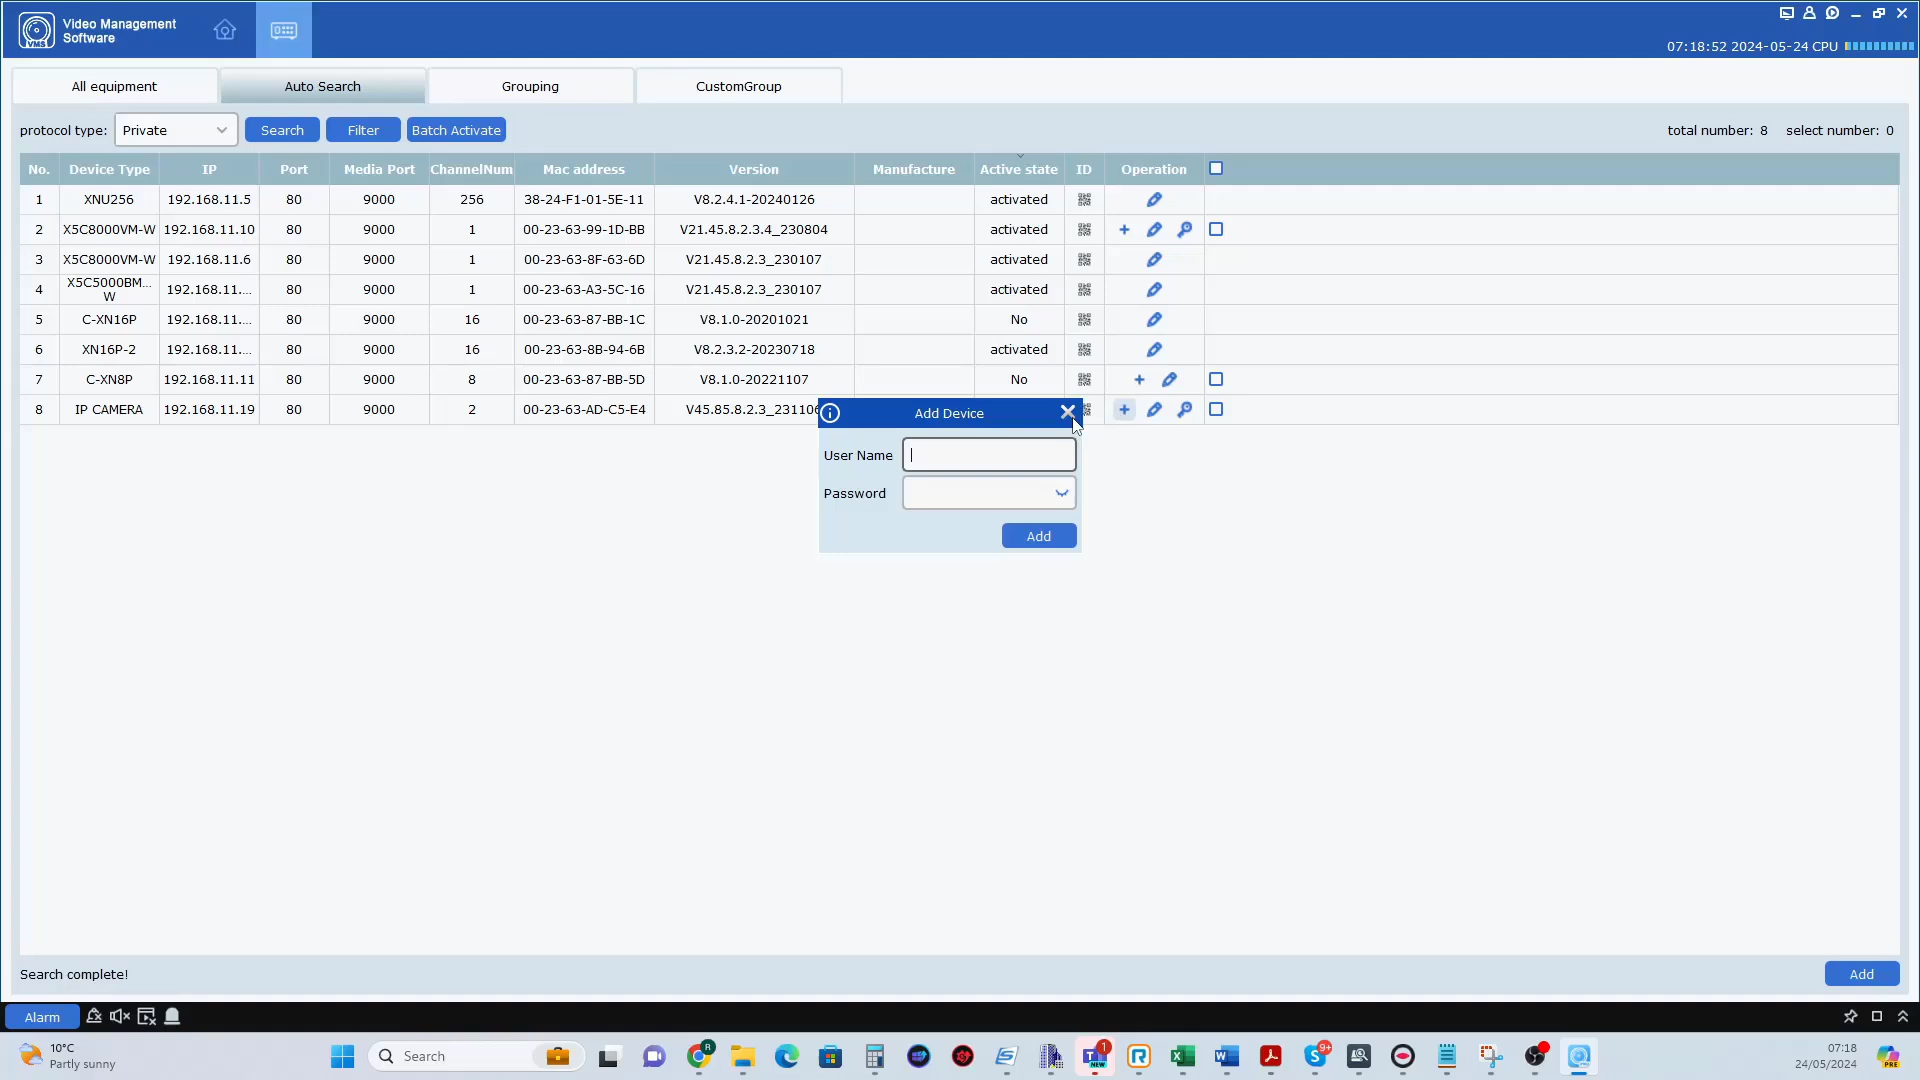 Video Management
Software
VMS
07:18:52 2024-05-24 CPU
All equipment
Auto Search
Grouping
CustomGroup
protocol type:
Private
Search
Filter
Batch Activate
total number: 8
select number: 0
No. Device Type IP Port Media Port ChannelNum Mac address Version Manufacture Active state ID Operation
1 XNU256 192.168.11.5 80 9000 256 38-24-F1-01-5E-11 V8.2.4.1-20240126 activated
2 X5C8000VM-W 192.168.11.10 80 9000 1 00-23-63-99-1D-BB V21.45.8.2.3.4_230804 activated
3 X5C8000VM-W 192.168.11.6 80 9000 1 00-23-63-8F-63-6D V21.45.8.2.3_230107 activated
4 X5C5000BM...
W 192.168.11.... 80 9000 1 00-23-63-A3-5C-16 V21.45.8.2.3_230107 activated
5 C-XN16P 192.168.11.... 80 9000 16 00-23-63-87-BB-1C V8.1.0-20201021 No
6 XN16P-2 192.168.11.... 80 9000 16 00-23-63-8B-94-6B V8.2.3.2-20230718 activated
7 C-XN8P 192.168.11.11 80 9000 8 00-23-63-87-BB-5D V8.1.0-20221107 No
8 IP CAMERA 192.168.11.19 80 9000 2 00-23-63-AD-C5-E4 V45.85.8.2.3_231106
Add Device
User Name
Password
Add
Search complete!
Add
Alarm
10°C
Partly sunny
Search
R
1
NEW
9+
PRE
07:18
24/05/2024